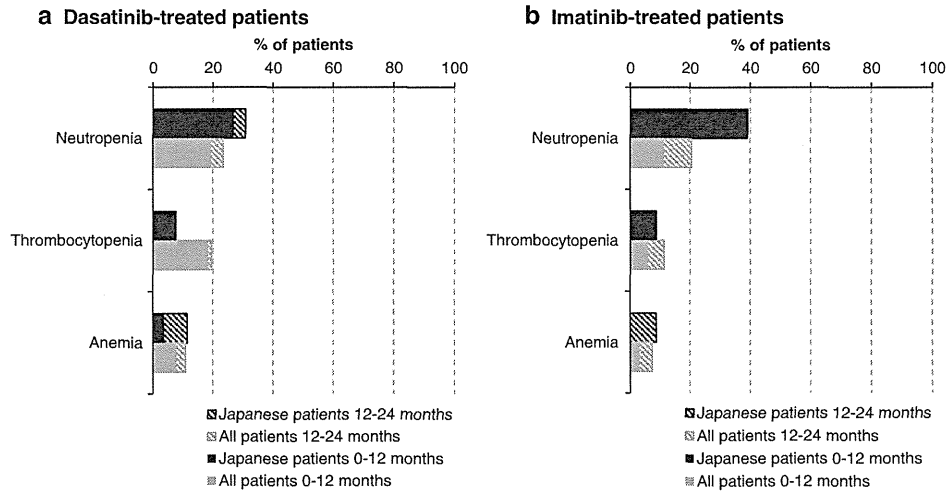 a Dasatinib-treated patients
% of patients
0 20 40 60 80 100
Neutropenia
Thrombocytopenia
Anemia
Japanese patients 12-24 months
All patients 12-24 months
Japanese patients 0-12 months
All patients 0-12 months
b Imatinib-treated patients
% of patients
0 20 40 60 80 100
Neutropenia
Thrombocytopenia
Anemia
Japanese patients 12-24 months
All patients 12-24 months
Japanese patients 0-12 months
All patients 0-12 months